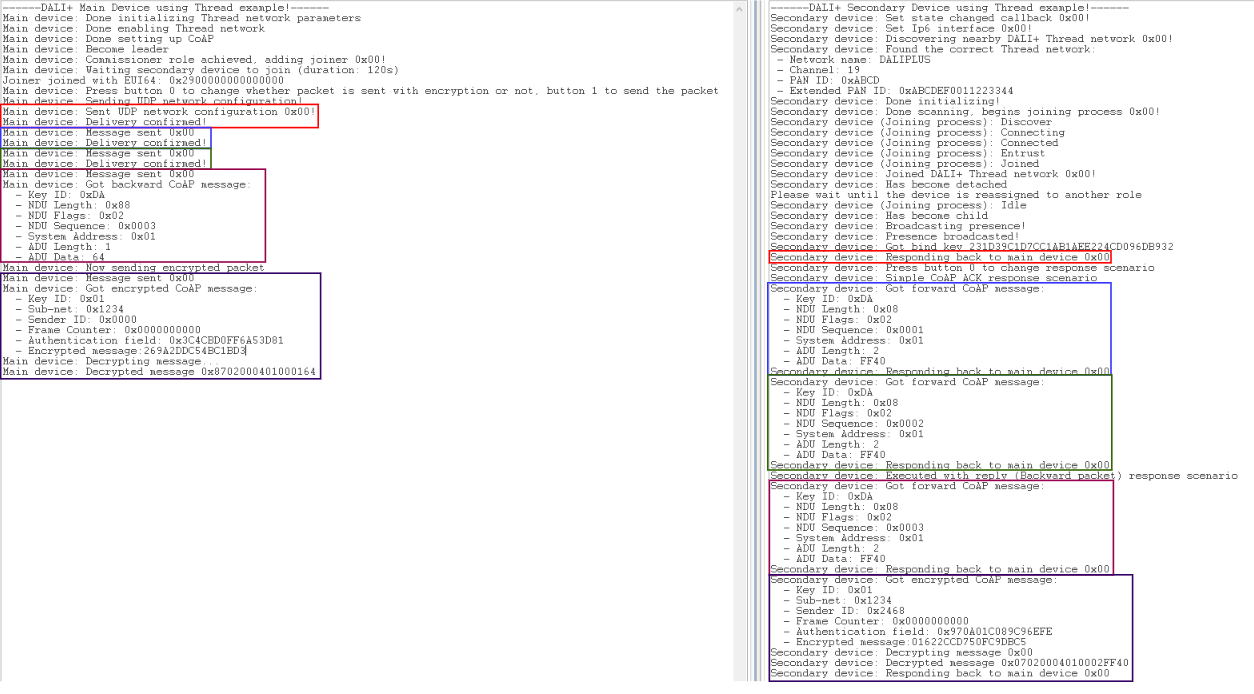 ------DALI+ Main Device using Thread example!------
Main device: Done initializing Thread network parameters
Main device: Done enabling Thread network
Main device: Done setting up CoAP
Main device: Become leader
Main device: Commissioner role achieved, adding joiner 0x00!
Main device: Waiting secondary device to join (duration: 120s)
Joiner joined with EUI64: 0x2900000000000000
Main device: Press button 0 to change whether packet is sent with encryption or not, button 1 to send the packet
Main device: Sending UDP network configuration!
Main device: Sent UDP network configuration 0x00!
Main device: Delivery confirmed!
Main device: Message sent 0x00
Main device: Delivery confirmed!
Main device: Message sent 0x00
Main device: Delivery confirmed!
Main device: Message sent 0x00
Main device: Got backward CoAP message:
- Key ID: 0xDA
- NDU Length: 0x88
- NDU Flags: 0x02
- NDU Sequence: 0x0003
- System Address: 0x01
- ADU Length: 1
- ADU Data: 64
Main device: Now sending encrypted packet
Main device: Message sent 0x00
Main device: Got encrypted CoAP message:
- Key ID: 0x01
- Sub-net: 0x1234
- Sender ID: 0x0000
- Frame Counter: 0x0000000000
- Authentication field: 0x3C4CBD0FF6A53D81
- Encrypted message:269A2DDC54BC1BD3
Main device: Decrypting message...
Main device: Decrypted message 0x8702000401000164
------DALI+ Secondary Device using Thread example!------
Secondary device: Set state changed callback 0x00!
Secondary device: Set Ip6 interface 0x00!
Secondary device: Discovering nearby DALI+ Thread network 0x00!
Secondary device: Found the correct Thread network:
- Network name: DALIPLUS
- Channel: 19
- PAN ID: 0xABCD
- Extended PAN ID: 0xABCDEF0011223344
Secondary device: Done initializing!
Secondary device: Done scanning, begins joining process 0x00!
Secondary device (Joining process): Discover
Secondary device (Joining process): Connecting
Secondary device (Joining process): Connected
Secondary device (Joining process): Entrust
Secondary device (Joining process): Joined
Secondary device: Joined DALI+ Thread network 0x00!
Secondary device: Has become detached
Please wait until the device is reassigned to another role
Secondary device (Joining process): Idle
Secondary device: Has become child
Secondary device: Broadcasting presence!
Secondary device: Presence broadcasted!
Secondary device: Got bind key 231D39C1D7CC1AB1AEE224CD096DB932
Secondary device: Responding back to main device 0x00
Secondary device: Press button 0 to change response scenario
Secondary device: Simple CoAP ACK response scenario
Secondary device: Got forward CoAP message:
- Key ID: 0xDA
- NDU Length: 0x08
- NDU Flags: 0x02
- NDU Sequence: 0x0001
- System Address: 0x01
- ADU Length: 2
- ADU Data: FF40
Secondary device: Responding back to main device 0x00
Secondary device: Got forward CoAP message:
- Key ID: 0xDA
- NDU Length: 0x08
- NDU Flags: 0x02
- NDU Sequence: 0x0002
- System Address: 0x01
- ADU Length: 2
- ADU Data: FF40
Secondary device: Responding back to main device 0x00
Secondary device: Executed with reply (Backward packet) response scenario
Secondary device: Got forward CoAP message:
- Key ID: 0xDA
- NDU Length: 0x08
- NDU Flags: 0x02
- NDU Sequence: 0x0003
- System Address: 0x01
- ADU Length: 2
- ADU Data: FF40
Secondary device: Responding back to main device 0x00
Secondary device: Got encrypted CoAP message:
- Key ID: 0x01
- Sub-net: 0x1234
- Sender ID: 0x2468
- Frame Counter: 0x0000000000
- Authentication field: 0x970A01C089C96EFE
- Encrypted message:01622CCD750FC9DBC5
Secondary device: Decrypting message 0x00
Secondary device: Decrypted message 0x07020004010002FF40
Secondary device: Responding back to main device 0x00